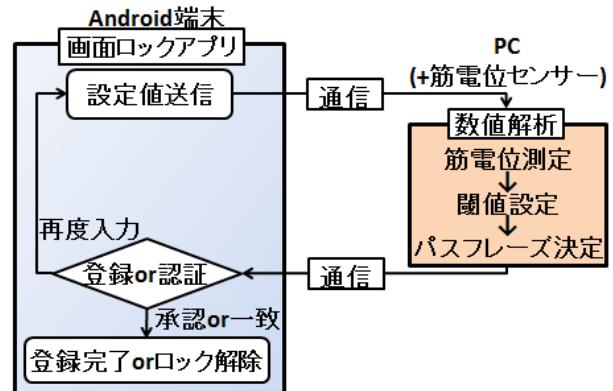 Android端末
画面ロックアプリ
設定値送信
通信
PC
(+筋電位センサー)
数値解析
筋電位測定
↓
閾値設定
↓
パスフレーズ決定
通信
再度入力
登録or認証
承認or一致
登録完了orロック解除